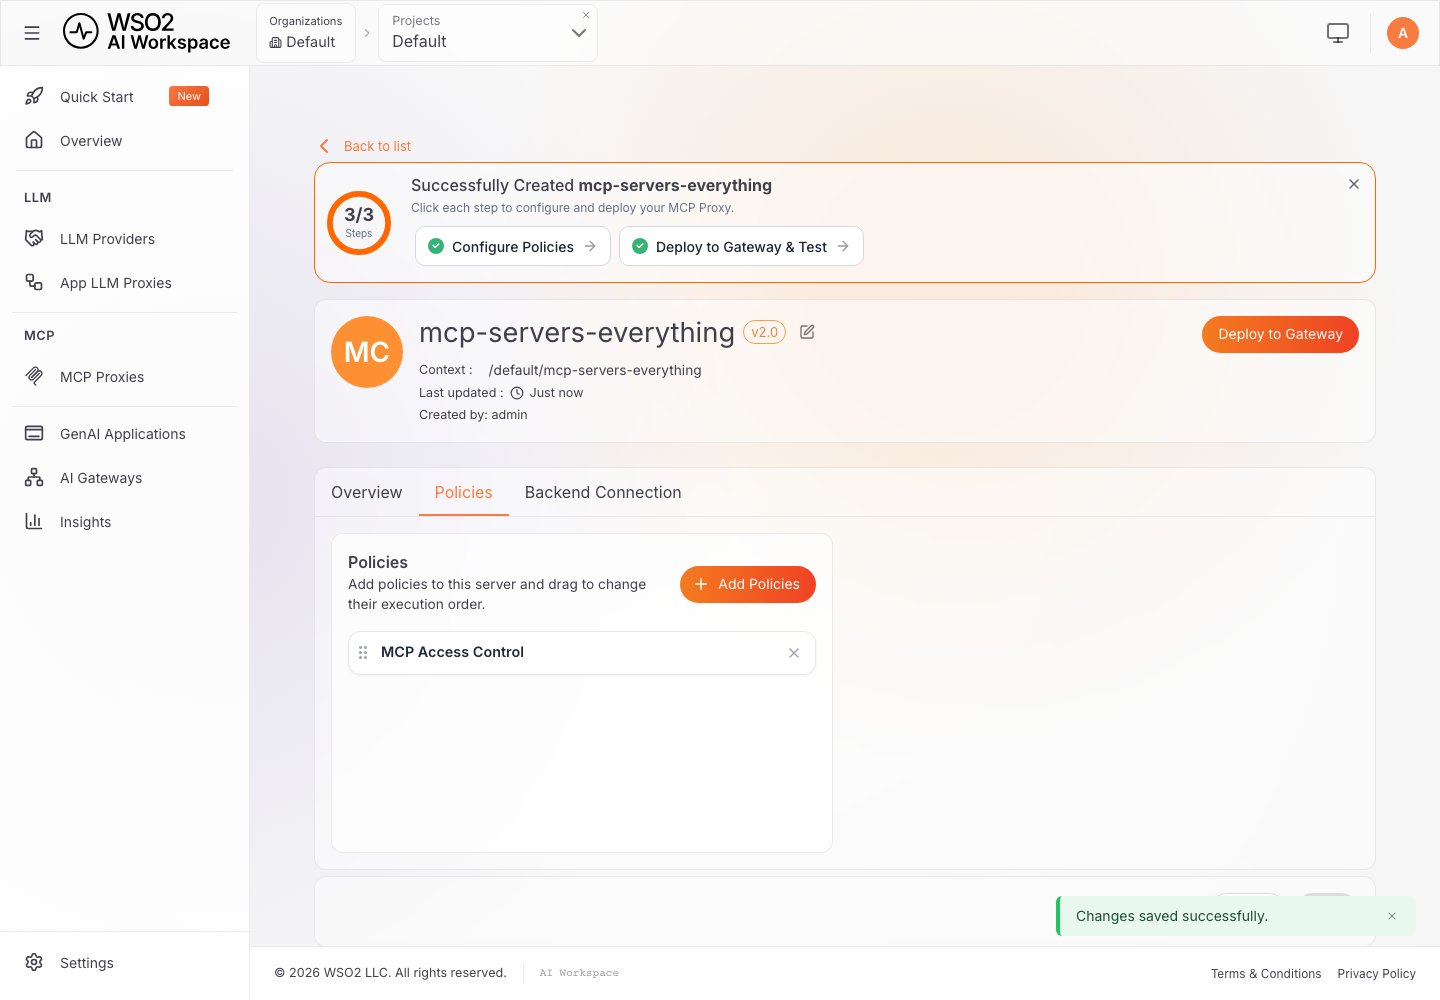 WSO2
AI Workspace
Organizations
Default
Projects
Default
A
Quick Start
New
Overview
LLM
LLM Providers
App LLM Proxies
MCP
MCP Proxies
GenAI Applications
AI Gateways
Insights
Settings
Back to list
3/3
Steps
Successfully Created mcp-servers-everything
Click each step to configure and deploy your MCP Proxy.
Configure Policies
Deploy to Gateway & Test
MC
mcp-servers-everything
v2.0
Context : /default/mcp-servers-everything
Last updated : Just now
Created by: admin
Deploy to Gateway
Overview
Policies
Backend Connection
Policies
Add policies to this server and drag to change
their execution order.
Add Policies
MCP Access Control
Changes saved successfully.
© 2026 WSO2 LLC. All rights reserved.
AI Workspace
Terms & Conditions
Privacy Policy